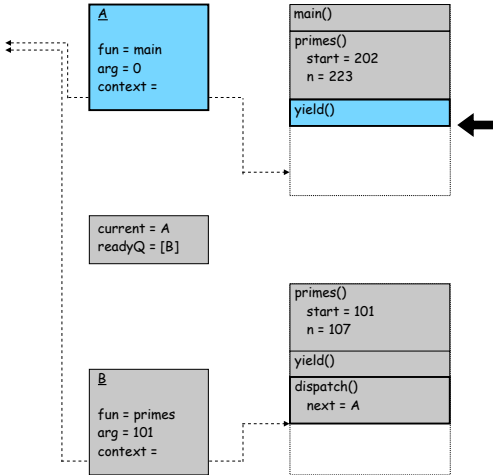 A
fun = main
arg = 0
context =
main()
primes()
start = 202
n = 223
yield()
current = A
readyQ = [B]
primes()
start = 101
n = 107
yield()
dispatch()
next = A
B
fun = primes
arg = 101
context =